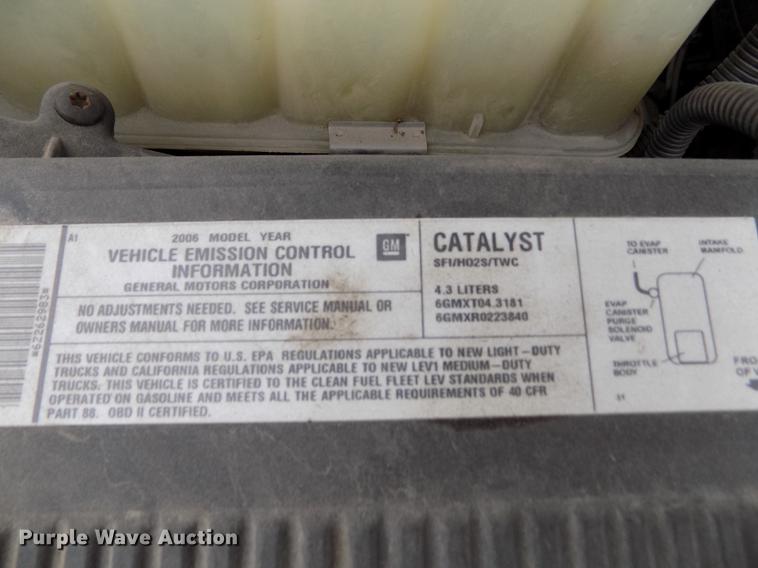 A1
2006 MODEL YEAR
VEHICLE EMISSION CONTROL
INFORMATION
GENERAL MOTORS CORPORATION
GM
NO ADJUSTMENTS NEEDED. SEE SERVICE MANUAL OR
OWNERS MANUAL FOR MORE INFORMATION.
THIS VEHICLE CONFORMS TO U.S. EPA REGULATIONS APPLICABLE TO NEW LIGHT-DUTY
TRUCKS AND CALIFORNIA REGULATIONS APPLICABLE TO NEW LEV1 MEDIUM-DUTY
TRUCKS. THIS VEHICLE IS CERTIFIED TO THE CLEAN FUEL FLEET LEV STANDARDS WHEN
OPERATED ON GASOLINE AND MEETS ALL THE APPLICABLE REQUIREMENTS OF 40 CFR
PART 88. OBD II CERTIFIED.
CATALYST
SFI/HO2S/TWC
4.3 LITERS
6GMXT04.3181
6GMXR0223840
TO EVAP
CANISTER
INTAKE
MANIFOLD
EVAP
CANISTER
PURGE
SOLENOID
VALVE
THROTTLE
BODY
FRO
OF V
*62262983*
Purple Wave Auction